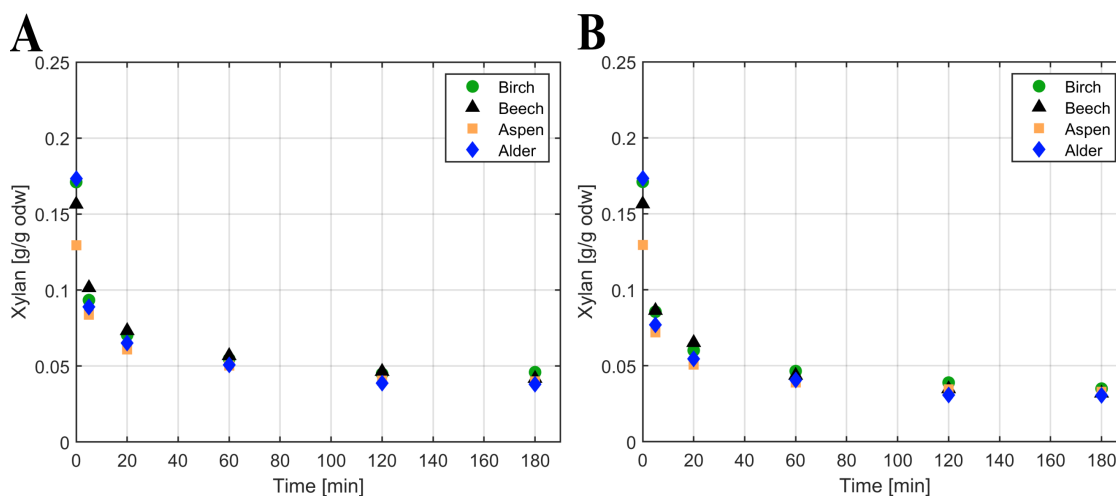 A
0.25
0.2
0.15
0.1
0.05
0
Xylan [g/g odw]
0 20 40 60 80 100 120 140 160 180
Time [min]
Birch
Beech
Aspen
Alder
B
0.25
0.2
0.15
0.1
0.05
0
Xylan [g/g odw]
0 20 40 60 80 100 120 140 160 180
Time [min]
Birch
Beech
Aspen
Alder